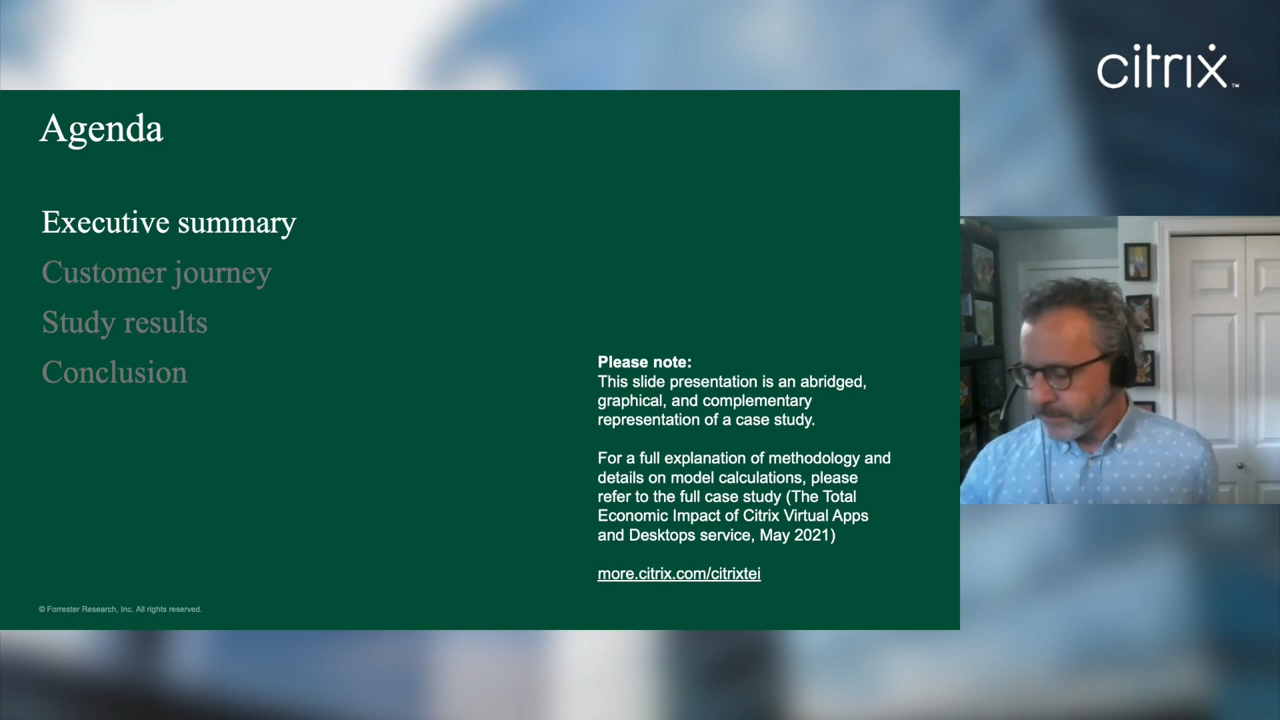 citrix™
Agenda
Executive summary
Customer journey
Study results
Conclusion
Please note:
This slide presentation is an abridged,
graphical, and complementary
representation of a case study.
For a full explanation of methodology and
details on model calculations, please
refer to the full case study (The Total
Economic Impact of Citrix Virtual Apps
and Desktops service, May 2021)
more.citrix.com/citrixtei
© Forrester Research, Inc. All rights reserved.